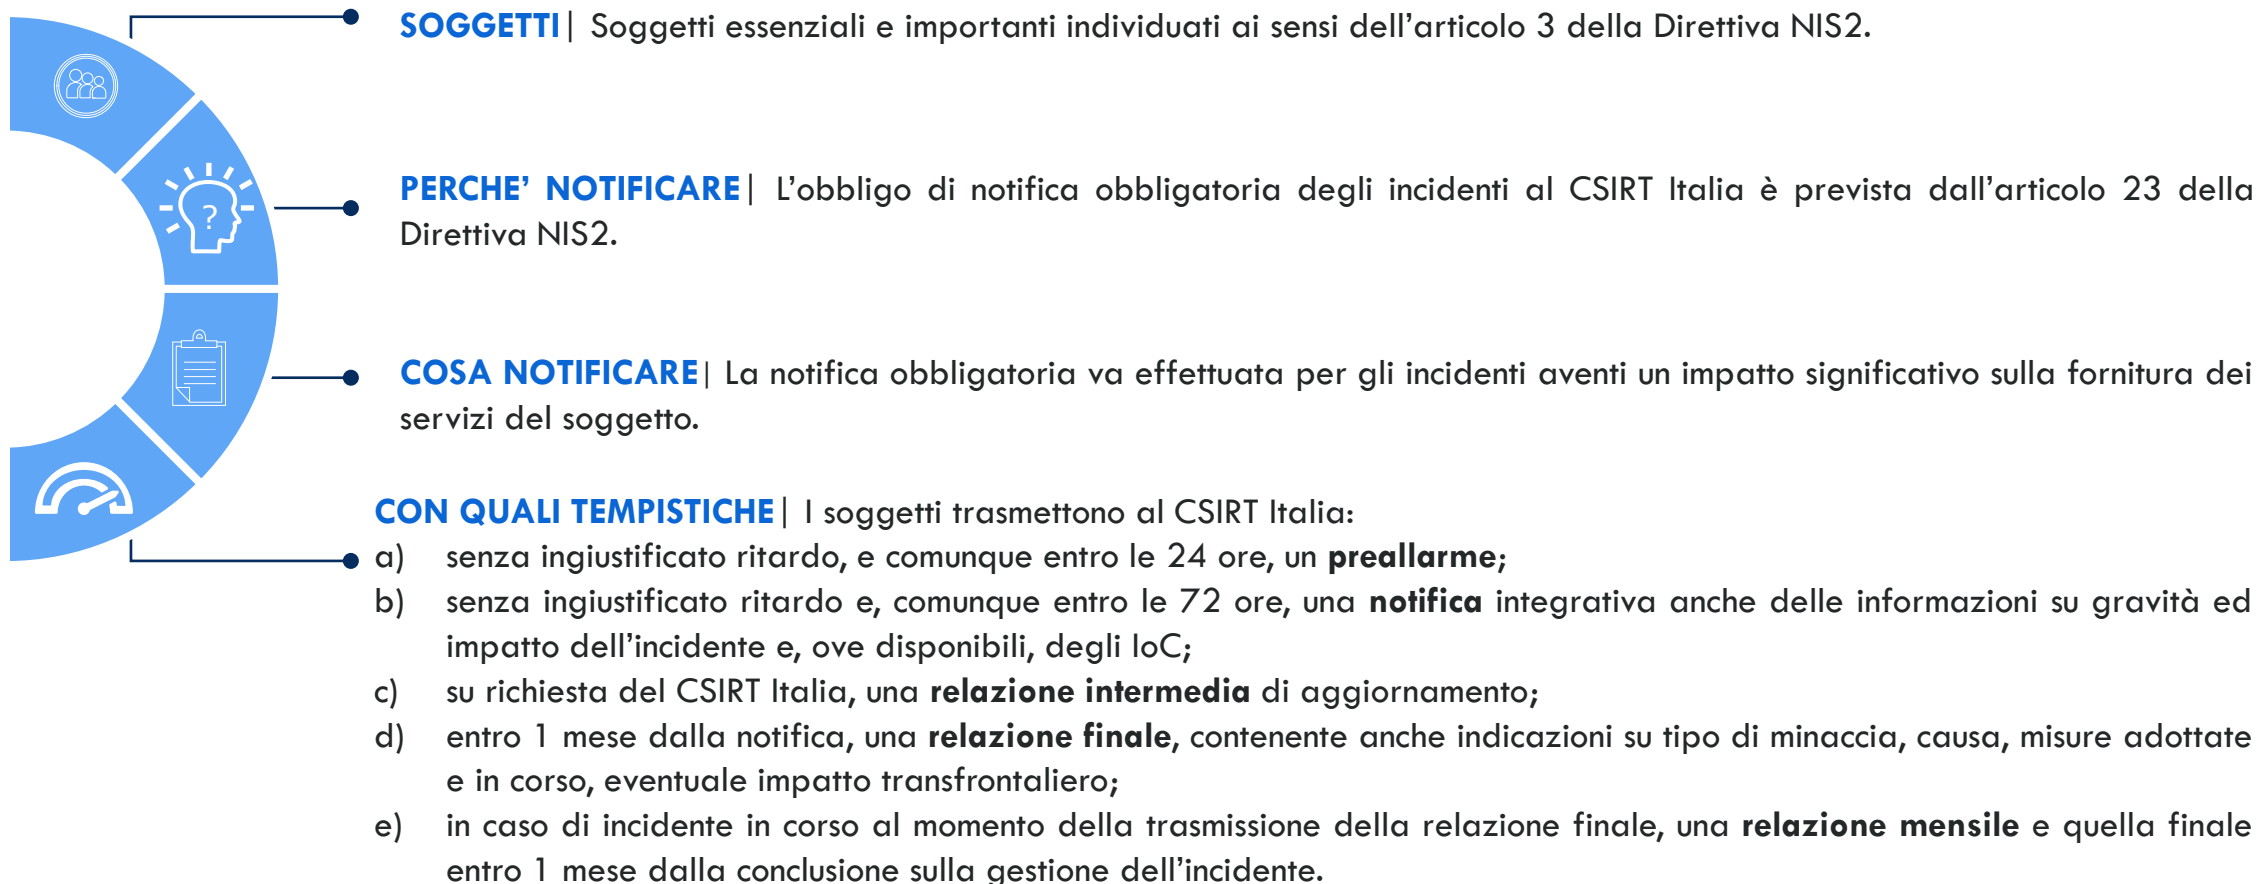 SOGGETTI| Soggetti essenziali e importanti individuati ai sensi dell’articolo 3 della Direttiva NIS2.
PERCHE’ NOTIFICARE| L’obbligo di notifica obbligatoria degli incidenti al CSIRT Italia è prevista dall’articolo 23 della
Direttiva NIS2.
?
COSA NOTIFICARE| La notifica obbligatoria va effettuata per gli incidenti aventi un impatto significativo sulla fornitura dei
servizi del soggetto.
CON QUALI TEMPISTICHE| I soggetti trasmettono al CSIRT Italia:
a) senza ingiustificato ritardo, e comunque entro le 24 ore, un preallarme;
b) senza ingiustificato ritardo e, comunque entro le 72 ore, una notifica integrativa anche delle informazioni su gravità ed
impatto dell’incidente e, ove disponibili, degli IoC;
c) su richiesta del CSIRT Italia, una relazione intermedia di aggiornamento;
d) entro 1 mese dalla notifica, una relazione finale, contenente anche indicazioni su tipo di minaccia, causa, misure adottate
e in corso, eventuale impatto transfrontaliero;
e) in caso di incidente in corso al momento della trasmissione della relazione finale, una relazione mensile e quella finale
entro 1 mese dalla conclusione sulla gestione dell’incidente.